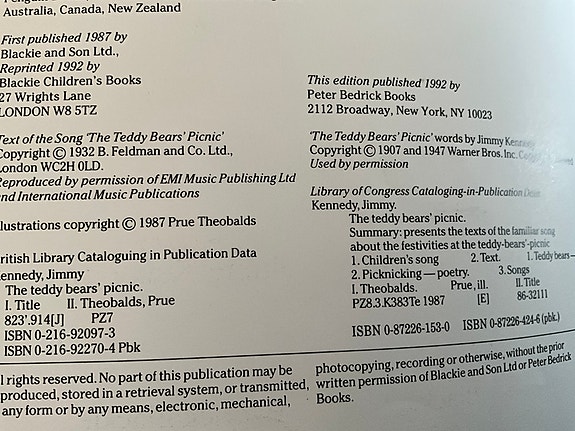 Australia, Canada, New Zealand
First published 1987 by
Blackie and Son Ltd.,
Reprinted 1992 by
Blackie Children's Books
27 Wrights Lane
LONDON W8 5TZ
Text of the Song 'The Teddy Bears' Picnic'
Copyright © 1932 B. Feldman and Co. Ltd.,
London WC2H 0LD.
Reproduced by permission of EMI Music Publishing Ltd
and International Music Publications
llustrations copyright © 1987 Prue Theobalds
ritish Library Cataloguing in Publication Data
ennedy, Jimmy
The teddy bears' picnic.
I. Title II. Theobalds, Prue
823'.914[J] PZ7
ISBN 0-216-92097-3
ISBN 0-216-92270-4 Pbk
This edition published 1992 by
Peter Bedrick Books
2112 Broadway, New York, NY 10023
'The Teddy Bears' Picnic' words by Jimmy Kennedy
Copyright © 1907 and 1947 Warner Bros. Inc.
Used by permission
Library of Congress Cataloging-in-Publication Data
Kennedy, Jimmy.
The teddy bears' picnic.
Summary: presents the texts of the familiar song
about the festivities at the teddy-bears'-picnic
1. Children's song 2. Text. 1. Teddy bears—
2. Picknicking—poetry. 3. Songs
I. Theobalds. Prue, ill. II. Title
PZ8.3.K383Te 1987 [E] 86-32111
ISBN 0-87226-153-0 ISBN 0-87226-424-6 (pbk.)
l rights reserved. No part of this publication may be
produced, stored in a retrieval system, or transmitted,
any form or by any means, electronic, mechanical,
photocopying, recording or otherwise, without the prior
written permission of Blackie and Son Ltd or Peter Bedrick
Books.